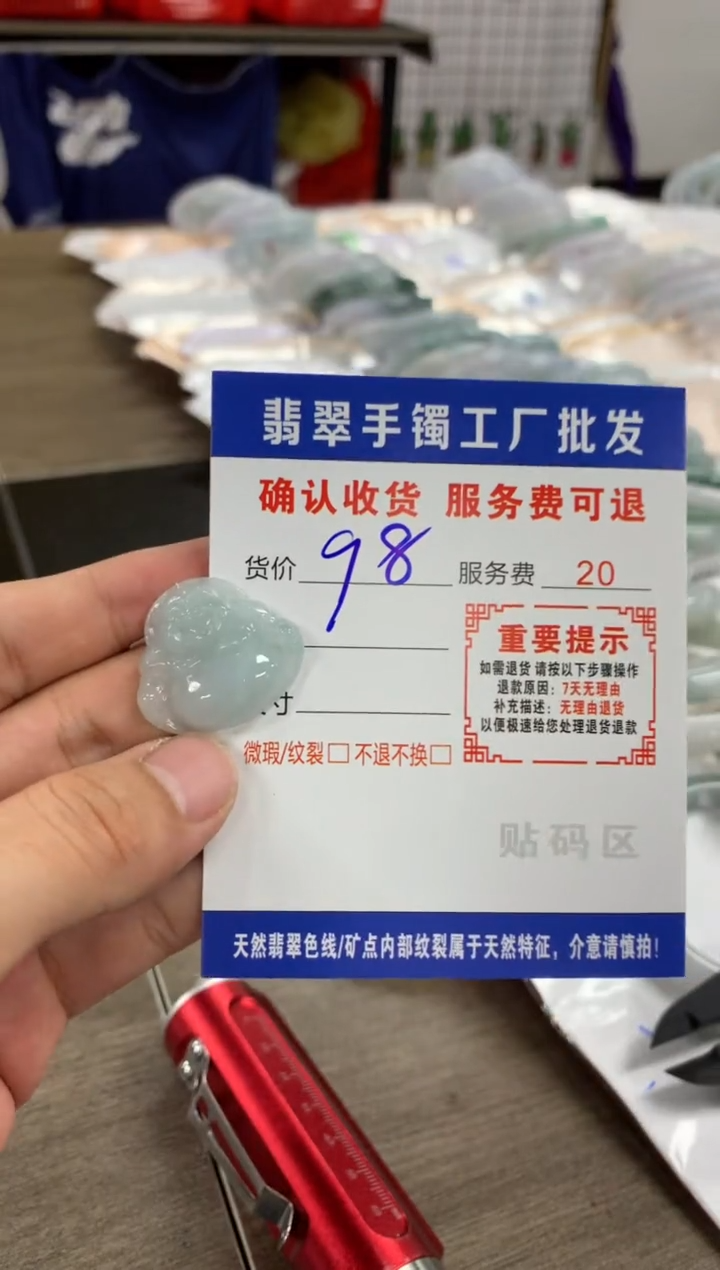 翡翠手镯工厂批发
确认收货 服务费可退
货价 98 服务费 20
寸
重要提示
如需退货 请按以下步骤操作
退款原因：7天无理由
补充描述：无理由退货
以便极速给您处理退货退款
微瑕/纹裂□ 不退不换□
贴码区
天然翡翠色线/矿点内部纹裂属于天然特征，介意请慎拍！